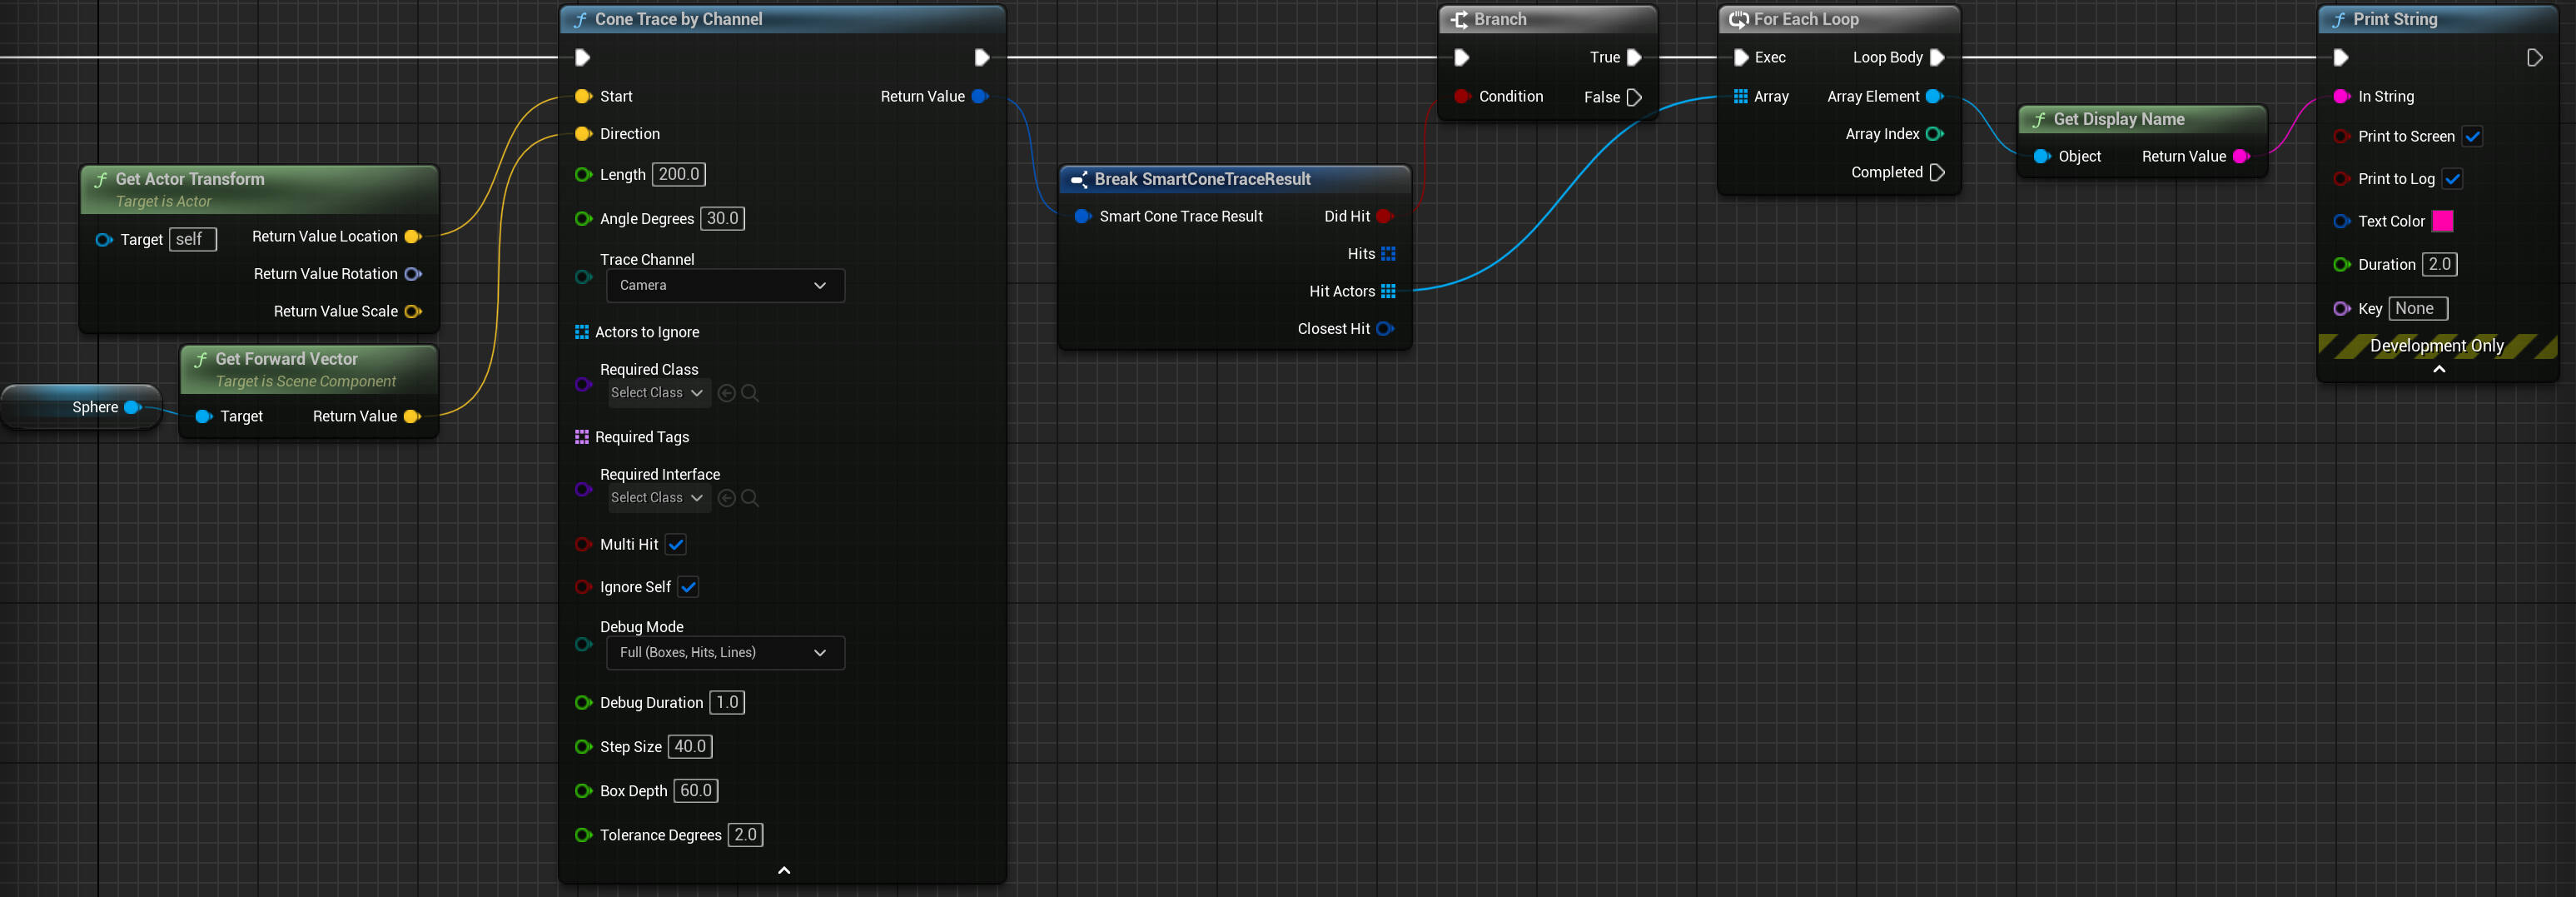 Get Actor Transform
Target is Actor
Target self
Return Value Location
Return Value Rotation
Return Value Scale
Sphere
Get Forward Vector
Target is Scene Component
Target Return Value
Cone Trace by Channel
Start Return Value
Direction
Length 200.0
Angle Degrees 30.0
Trace Channel
Camera
Actors to Ignore
Required Class
Select Class
Required Tags
Required Interface
Select Class
Multi Hit
Ignore Self
Debug Mode
Full (Boxes, Hits, Lines)
Debug Duration 1.0
Step Size 40.0
Box Depth 60.0
Tolerance Degrees 2.0
Break SmartConeTraceResult
Smart Cone Trace Result Did Hit
Hits
Hit Actors
Closest Hit
Branch
True
Condition False
For Each Loop
Exec Loop Body
Array Array Element
Array Index
Completed
Get Display Name
Object Return Value
Print String
In String
Print to Screen
Print to Log
Text Color
Duration 2.0
Key None
Development Only